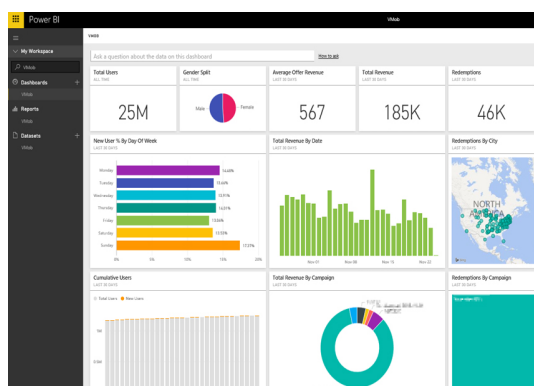 Power BI
VMob
VMOB
My Workspace
Ask a question about the data on this dashboard
How to ask
VMob
Dashboards
VMob
Reports
VMob
Datasets
VMob
Total Users
ALL TIME
25M
Gender Split
ALL TIME
Male
Female
Average Offer Revenue
LAST 30 DAYS
567
Total Revenue
LAST 30 DAYS
185K
Redemptions
LAST 30 DAYS
46K
New User % By Day Of Week
LAST 30 DAYS
Monday
Tuesday
Wednesday
Thursday
Friday
Saturday
Sunday
0%
5%
10%
15%
20%
Total Revenue By Date
LAST 30 DAYS
Nov 01
Nov 08
Nov 15
Nov 22
Redemptions By City
LAST 30 DAYS
NORTH
Cumulative Users
LAST 30 DAYS
Total Users
New Users
Total Revenue By Campaign
LAST 30 DAYS
Redemptions By Campaign
LAST 30 DAYS